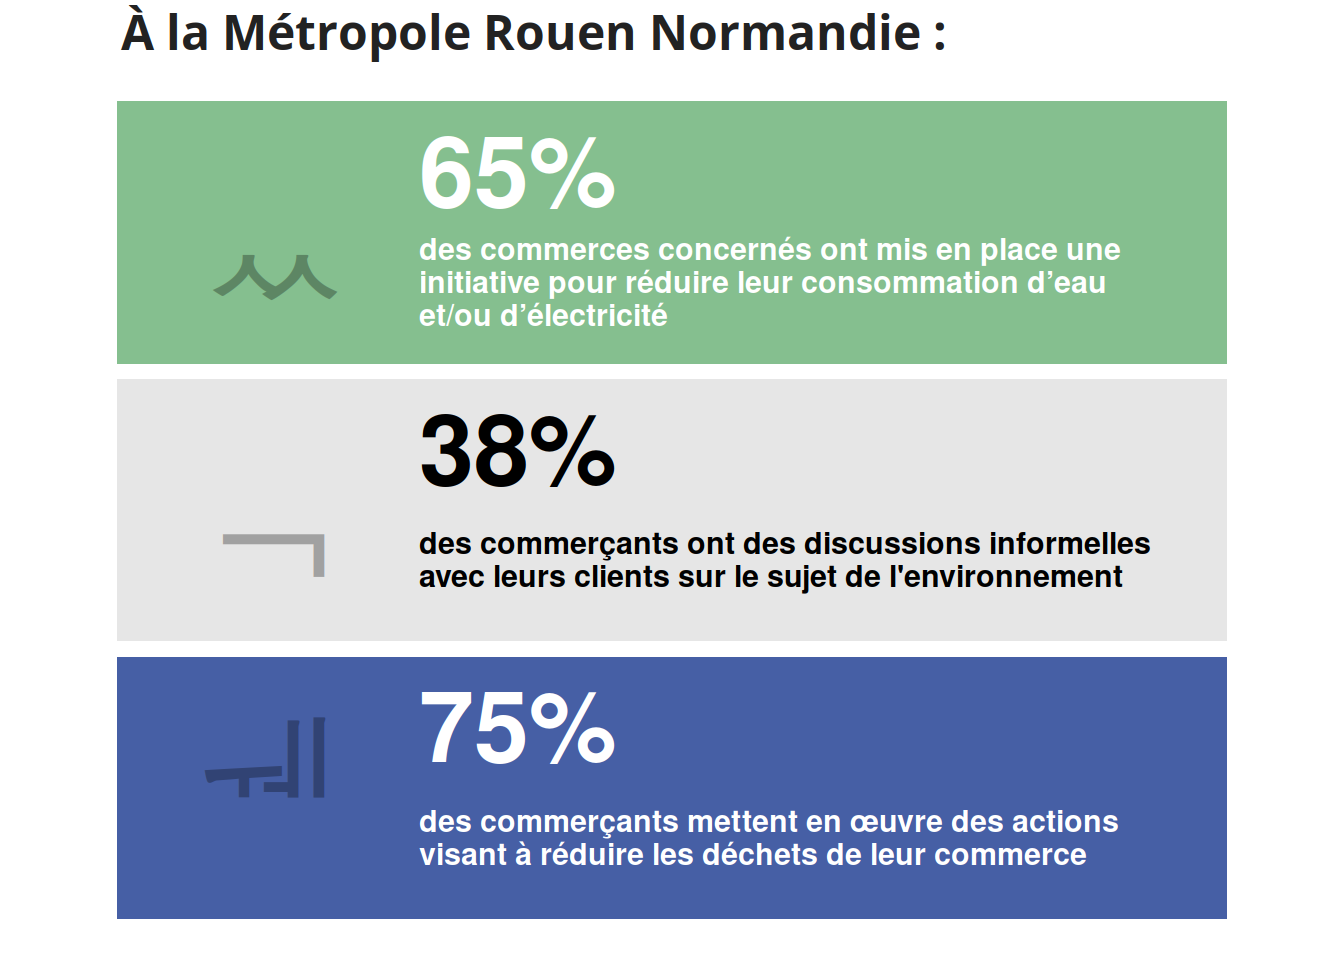 À la Métropole Rouen Normandie :
65%
des commerces concernés ont mis en place une
initiative pour réduire leur consommation d’eau
et/ou d’électricité
38%
des commerçants ont des discussions informelles
avec leurs clients sur le sujet de l'environnement
75%
des commerçants mettent en œuvre des actions
visant à réduire les déchets de leur commerce